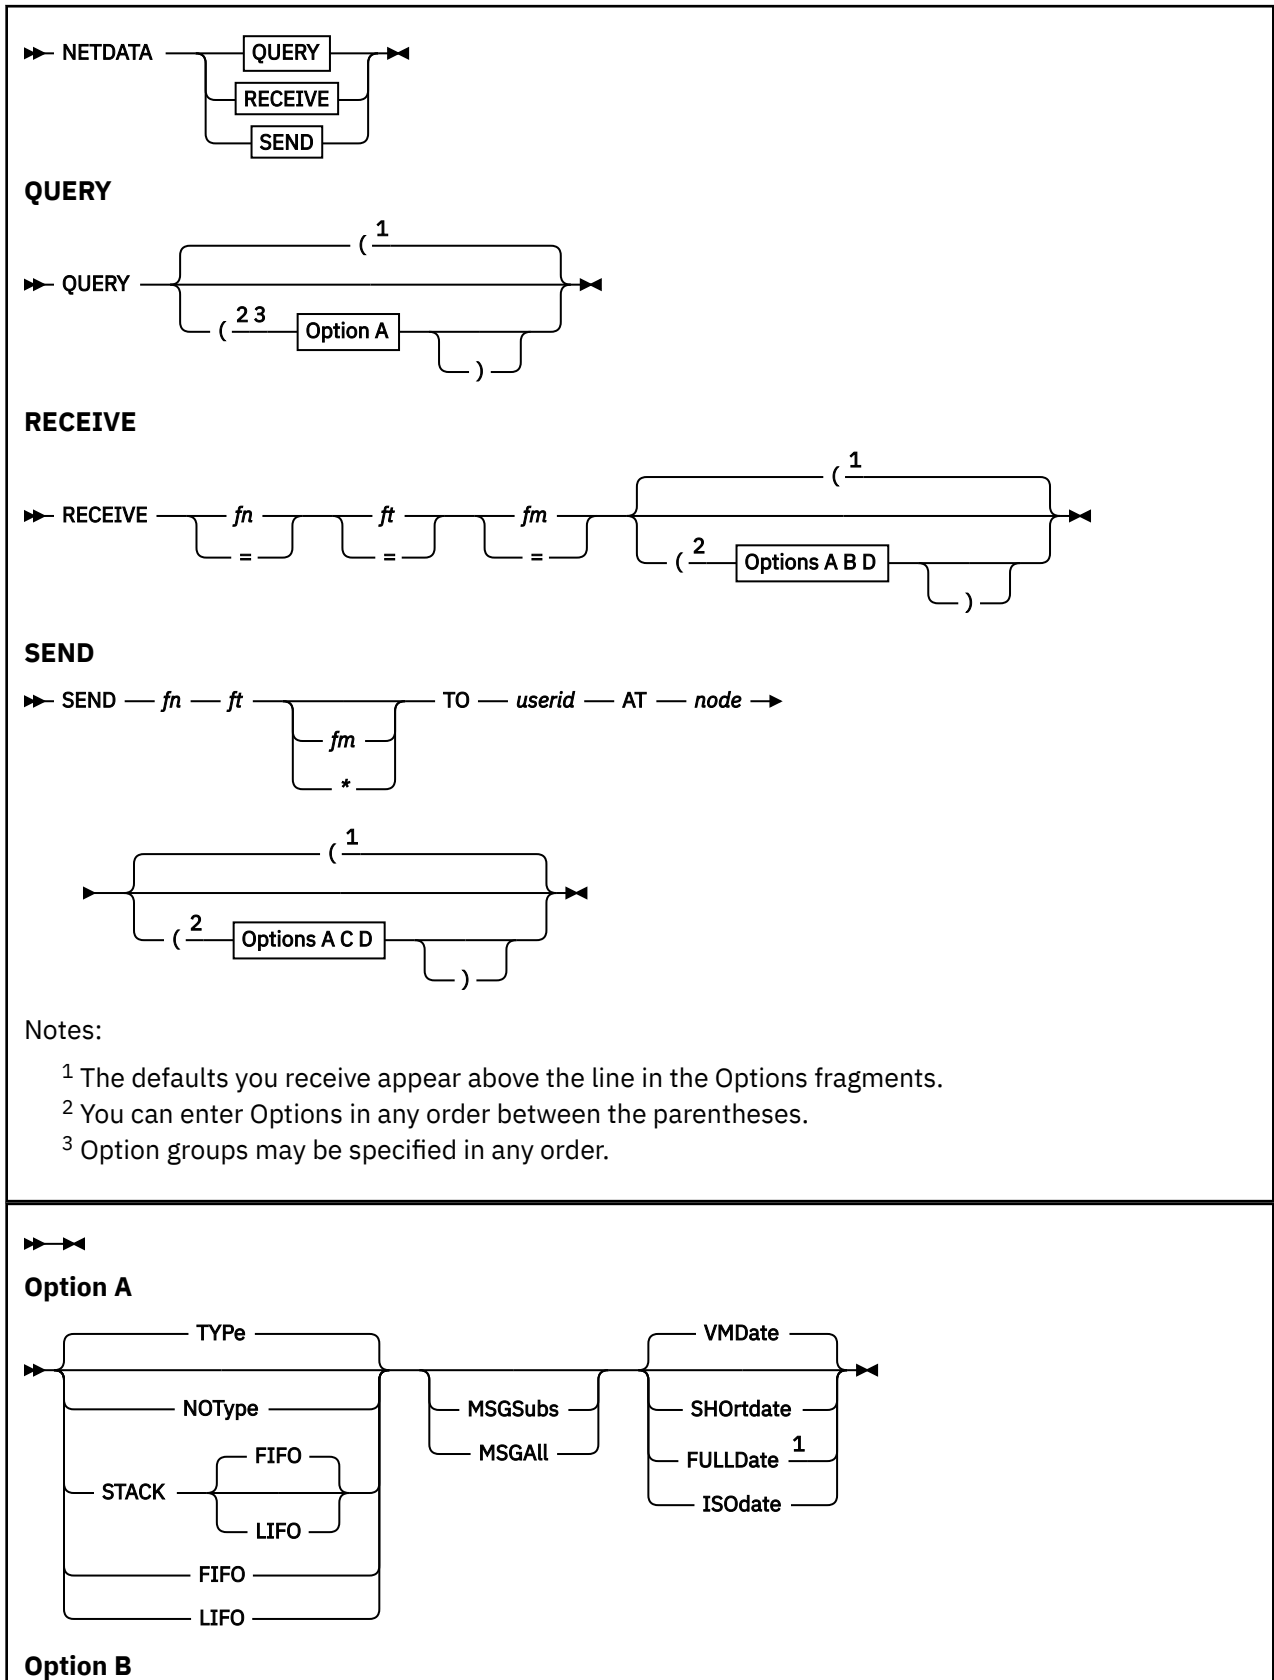 NETDATA QUERY
RECEIVE
SEND
QUERY
( 1
QUERY
( 2 3 Option A
)
RECEIVE
( 1
RECEIVE fn ft fm
= = = ( 2 Options A B D
)
SEND
SEND fn ft TO userid AT node
fm
*
( 1
( 2 Options A C D
)
Notes:
1 The defaults you receive appear above the line in the Options fragments.
2 You can enter Options in any order between the parentheses.
3 Option groups may be specified in any order.
Option A
TYPe VMDate
NOType MSGSubs SHOrtdate
FIFO MSGAll FULLDate 1
STACK ISOdate
LIFO
FIFO
LIFO
Option B